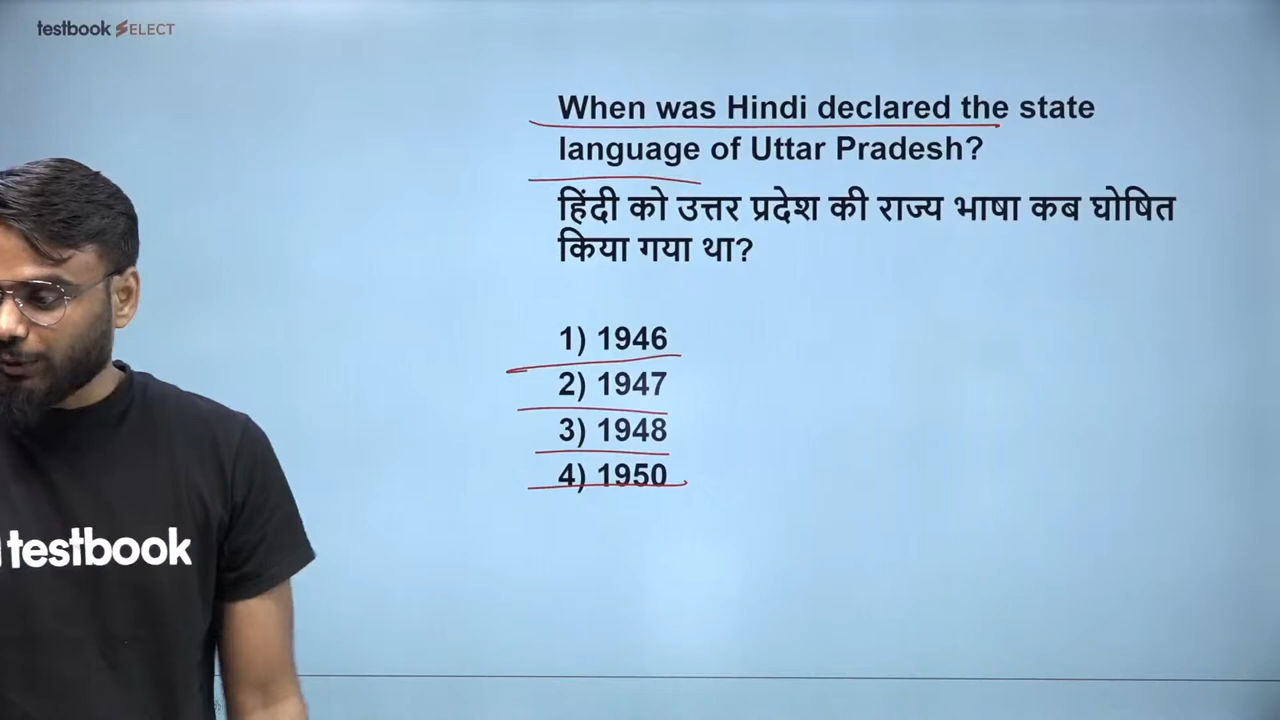 testbook SELECT
When was Hindi declared the state
language of Uttar Pradesh?
हिंदी को उत्तर प्रदेश की राज्य भाषा कब घोषित
किया गया था?
1) 1946
2) 1947
3) 1948
4) 1950
testbook